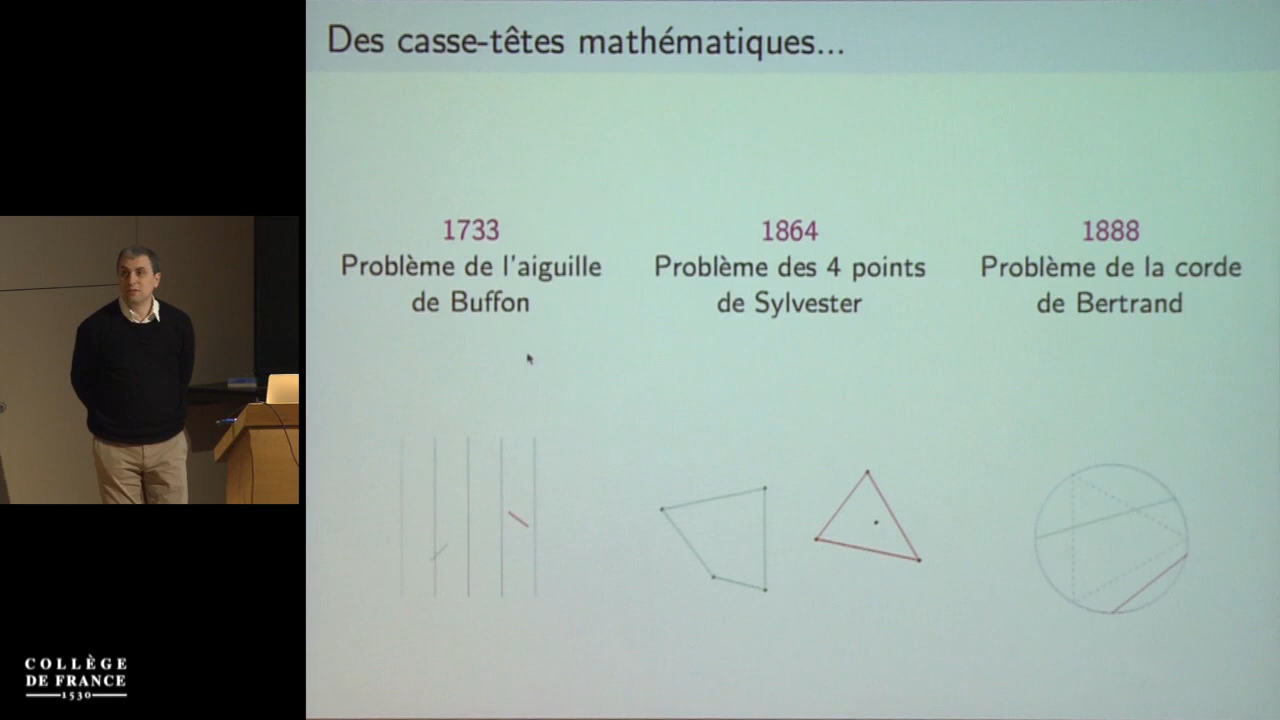 Des casse-têtes mathématiques...
1733
Problème de l'aiguille
de Buffon
1864
Problème des 4 points
de Sylvester
1888
Problème de la corde
de Bertrand
COLLÈGE
DE FRANCE
1530